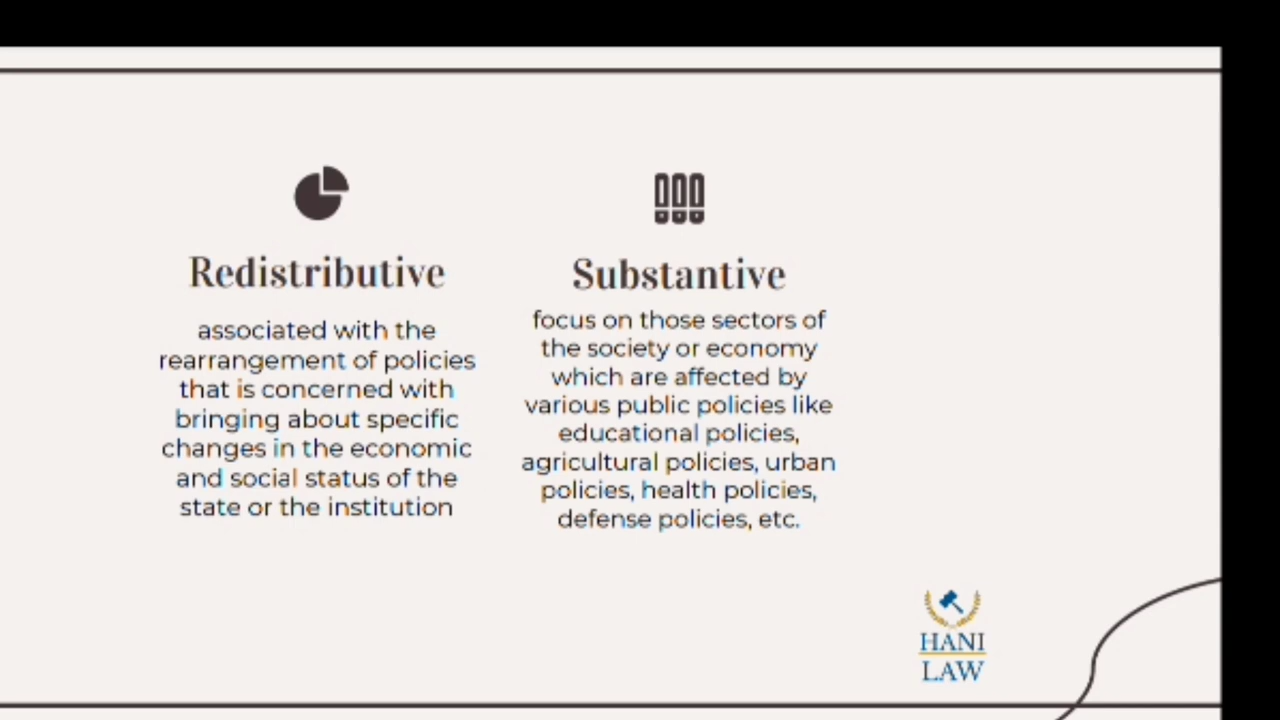 Redistributive
associated with the
rearrangement of policies
that is concerned with
bringing about specific
changes in the economic
and social status of the
state or the institution
Substantive
focus on those sectors of
the society or economy
which are affected by
various public policies like
educational policies,
agricultural policies, urban
policies, health policies,
defense policies, etc.
HANI
LAW